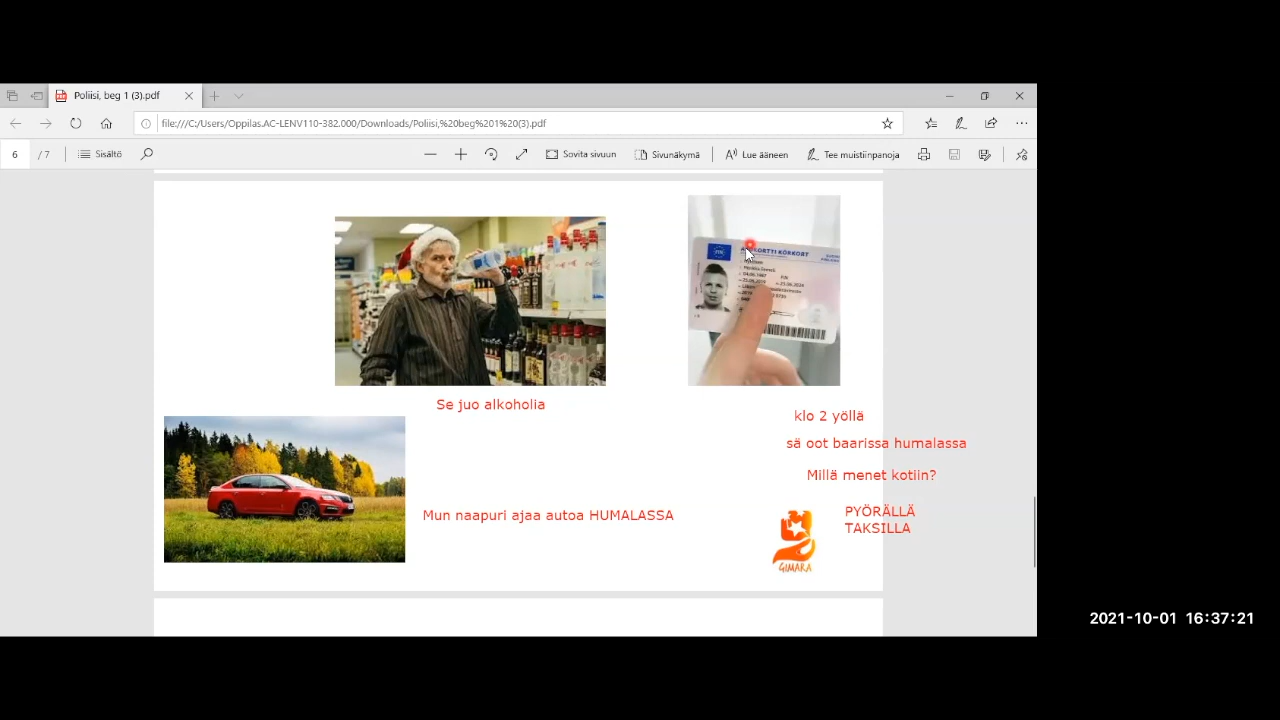 Poliisi, beg 1 (3).pdf
file:///C:/Users/Oppilas.AC-LENV110-382.000/Downloads/Poliisi,%20beg%201%20(3).pdf
6 / 7 Sisältö Sovita sivuun Sivunäkymä Lue ääneen Tee muistiinpanoja
KÖRKORT
Se juo alkoholia
klo 2 yöllä
sä oot baarissa humalassa
Millä menet kotiin?
Mun naapuri ajaa autoa HUMALASSA
PYÖRÄLLÄ
TAKSILLA
GIMARA
2021-10-01 16:37:21